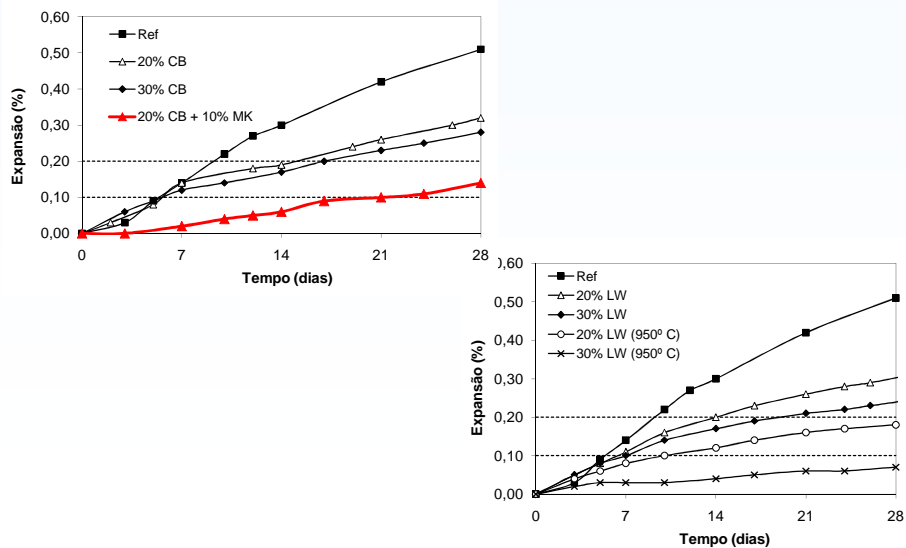 0,60
0,50
0,40
0,30
0,20
0,10
0,00
Expansão (%)
Ref
20% CB
30% CB
20% CB + 10% MK
0 7 14 21 28
Tempo (dias)
0,60
0,50
0,40
0,30
0,20
0,10
0,00
Expansão (%)
Ref
20% LW
30% LW
20% LW (950º C)
30% LW (950º C)
0 7 14 21 28
Tempo (dias)